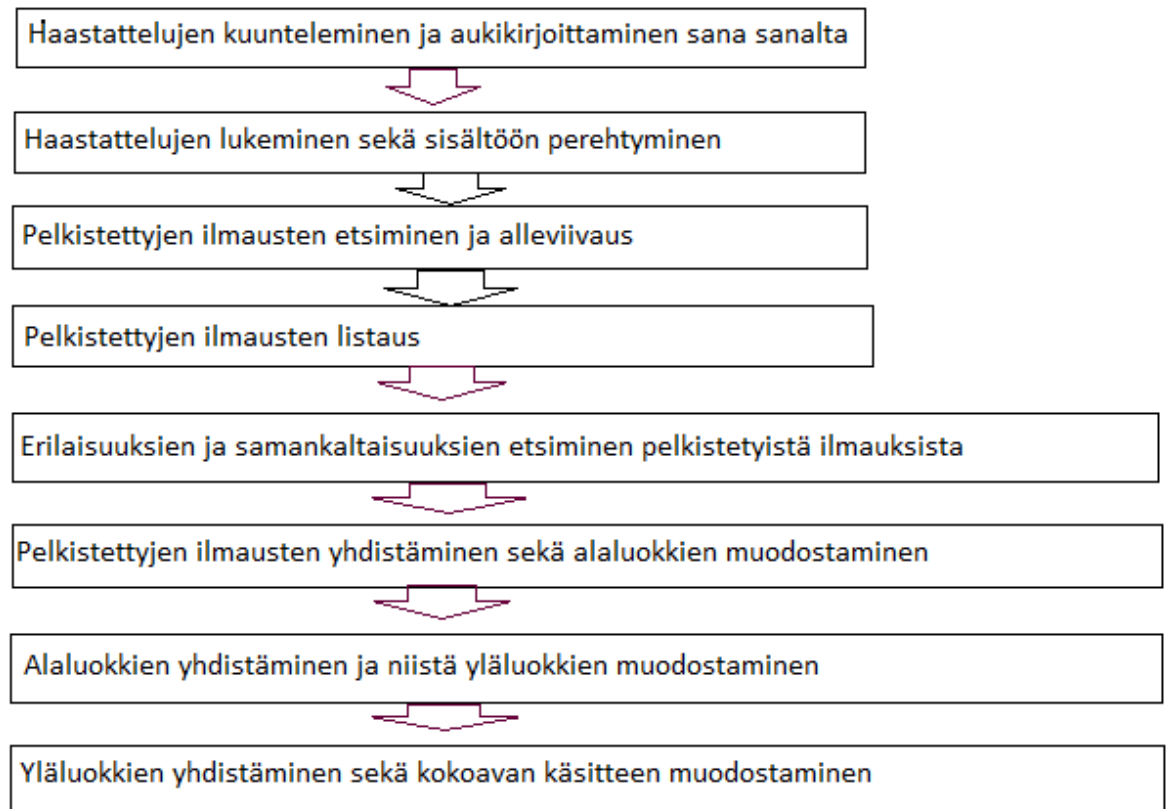 Haastattelujen kuunteleminen ja aukikirjoittaminen sana sanalta
Haastattelujen lukeminen sekä sisältöön perehtyminen
Pelkistettyjen ilmausten etsiminen ja alleviivaus
Pelkistettyjen ilmausten listaus
Erilaisuuksien ja samankaltaisuuksien etsiminen pelkistetyistä ilmauksista
Pelkistettyjen ilmausten yhdistäminen sekä alaluokkien muodostaminen
Alaluokkien yhdistäminen ja niistä yläluokkien muodostaminen
Yläluokkien yhdistäminen sekä kokoavan käsitteen muodostaminen